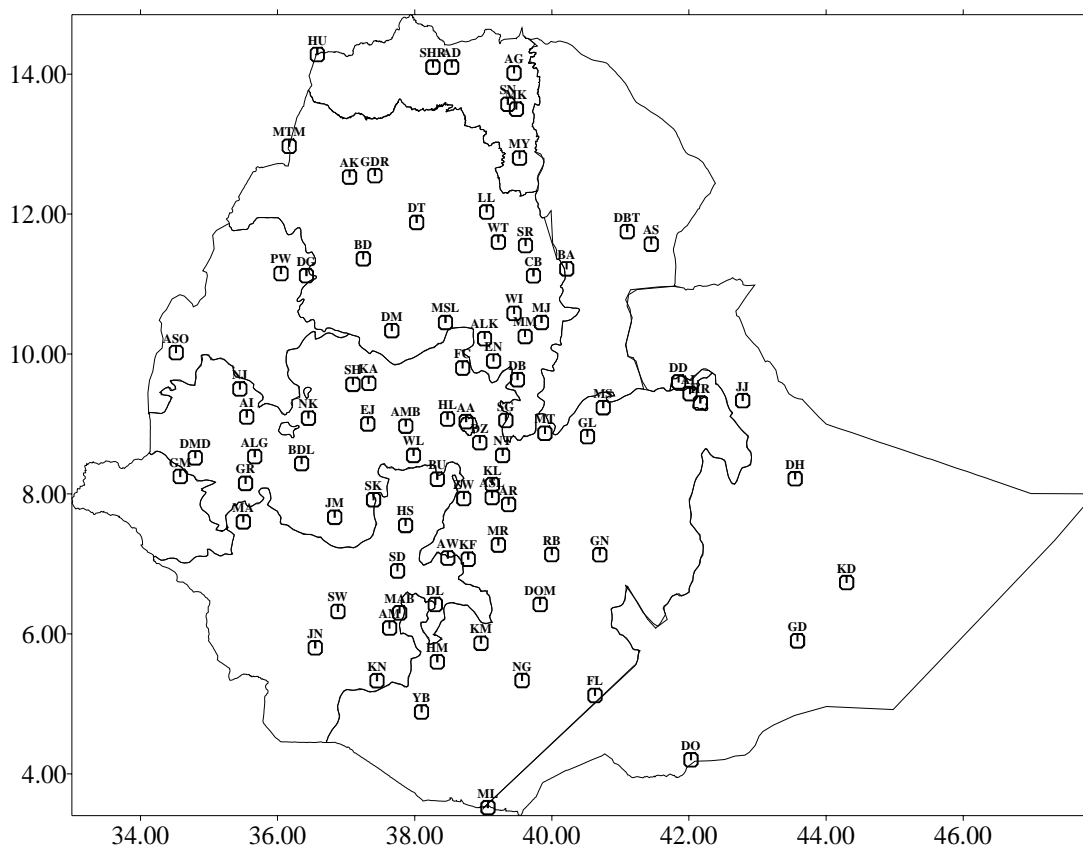 HU
SHR AD
AG
14.00
SN
MK
MTM
MY
AK GDR
LL
12.00
DT
DBT
WT
SR
AS
BD
BA
PW DG
CB
WI
MSL
MJ
DM
ALK
MM
ASO
10.00
EN
FC
DB
DD
SH KA
NJ
MS
JJ
HR
AI
NK
HL AA SG
EJ
AMB
GL
MT
DZ
DMD
ALG
BDL
WL
NT
GM
GR
BU
DH
8.00
KL
SK
ASL
AR
MA
JM
HS
MR
AW KF
RB
GN
SD
KD
DL
DOM
SW
MAB
AM
6.00
KM
GD
JN
HM
KN
NG
FL
YB
DO
4.00
ML
34.00 36.00 38.00 40.00 42.00 44.00 46.00